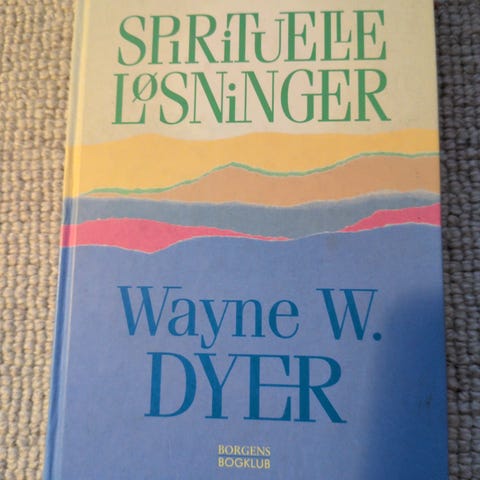 SPiRiTUELLE
LØSNiNGER
Wayne W.
DYER
BORGENS
BOGKLUB